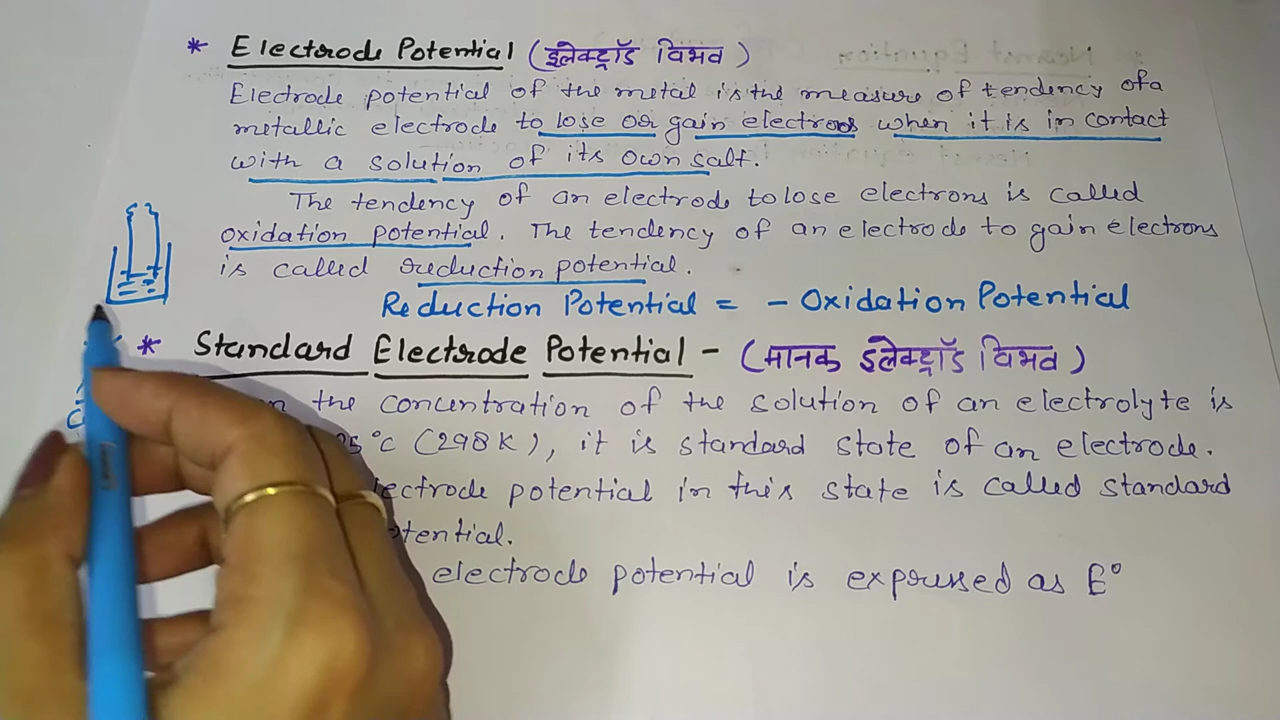 * Electrode Potential (इलेक्ट्रॉड विभव)
Electrode potential of the metal is the measure of tendency of a
metallic electrode to lose or gain electrons when it is in contact
with a solution of its own salt.
The tendency of an electrode to lose electrons is called
oxidation potential. The tendency of an electrode to gain electrons
is called reduction potential.
Reduction Potential = - Oxidation Potential
* Standard Electrode Potential - (मानक इलेक्ट्रॉड विभव)
the concentration of the solution of an electrolyte is
°C (298K), it is standard state of an electrode.
potential in this state is called standard
electrode potential is expressed as E°